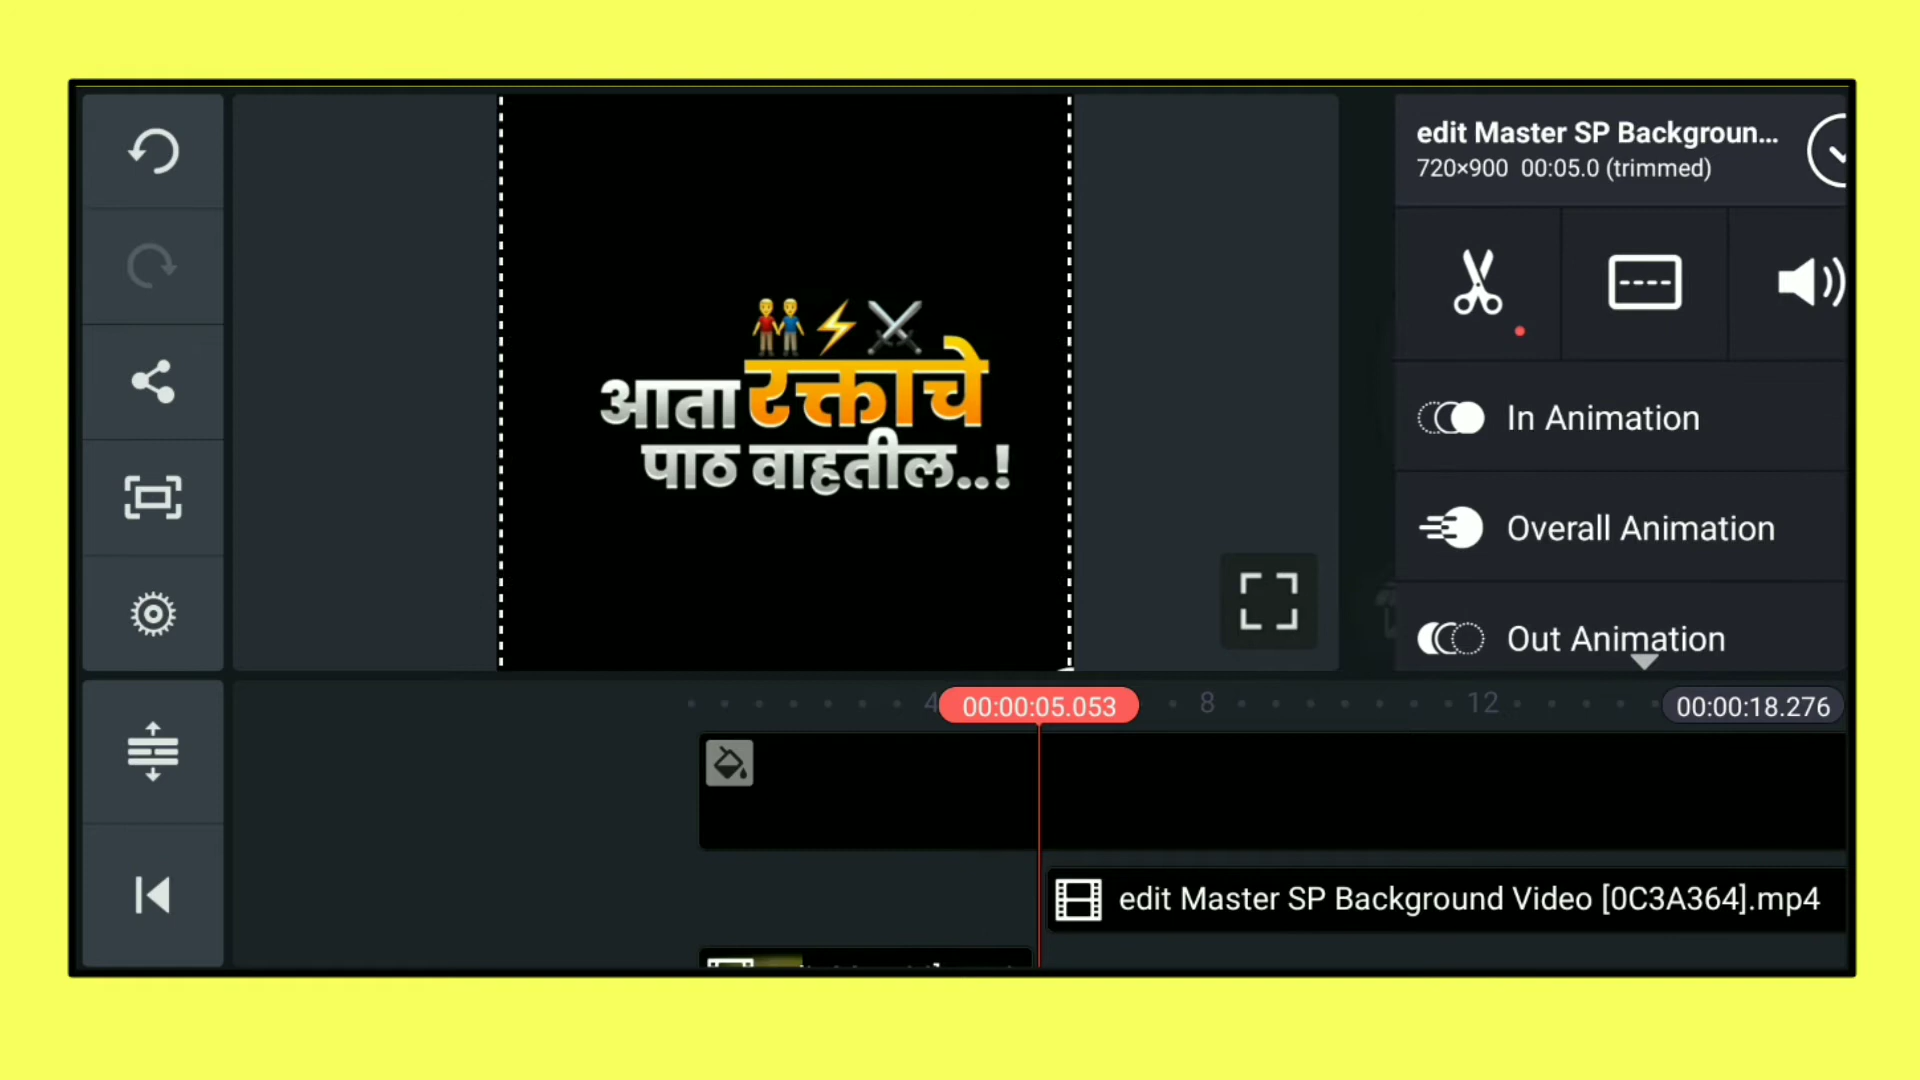 edit Master SP Backgroun...
720×900 00:05.0 (trimmed)
आता रक्ताचे
पाठ वाहतील..!
In Animation
Overall Animation
Out Animation
4
00:00:05.053
8
12
00:00:18.276
edit Master SP Background Video [0C3A364].mp4